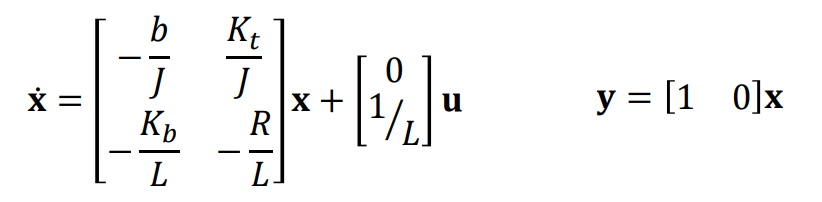 ẋ = [ −b/J  K_t/J ; −K_b/L  −R/L ] x + [ 0 ; 1/L ] u    y = [1  0]x